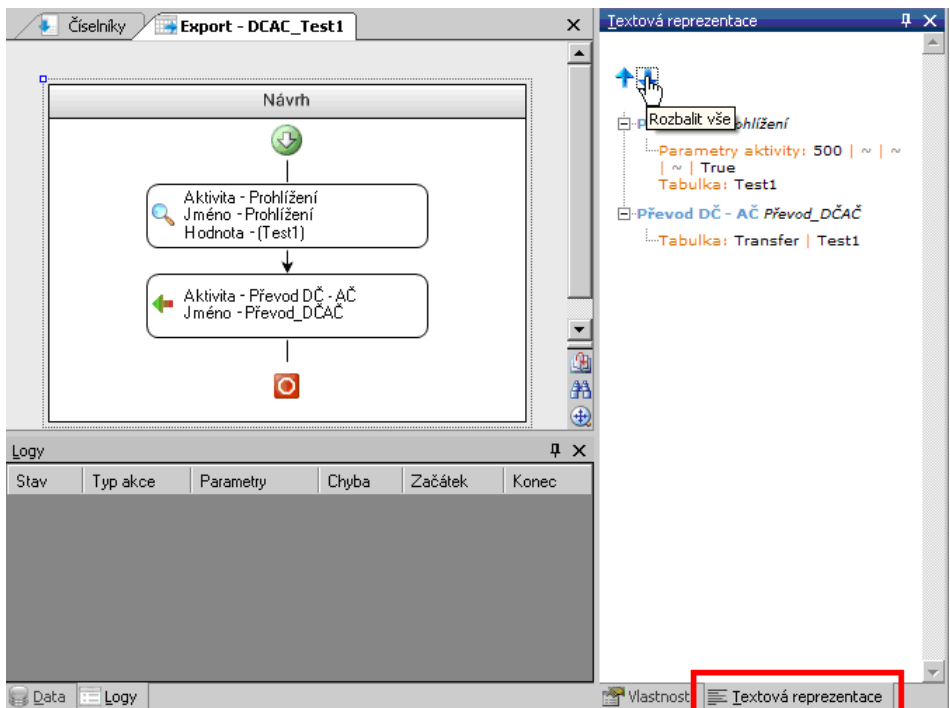 Číselníky
Export - DCAC_Test1
Návrh
Aktivita - Prohlížení
Jméno - Prohlížení
Hodnota - (Test1)
Aktivita - Převod DČ - AČ
Jméno - Převod_DČAČ
Logy
Stav Typ akce Parametry Chyba Začátek Konec
Data Logy
Textová reprezentace
Rozbalit vše
Parametry aktivity: 500 | ~ | ~
| ~ | True
Tabulka: Test1
Převod DČ - AČ Převod_DČAČ
Tabulka: Transfer | Test1
Vlastnost Textová reprezentace